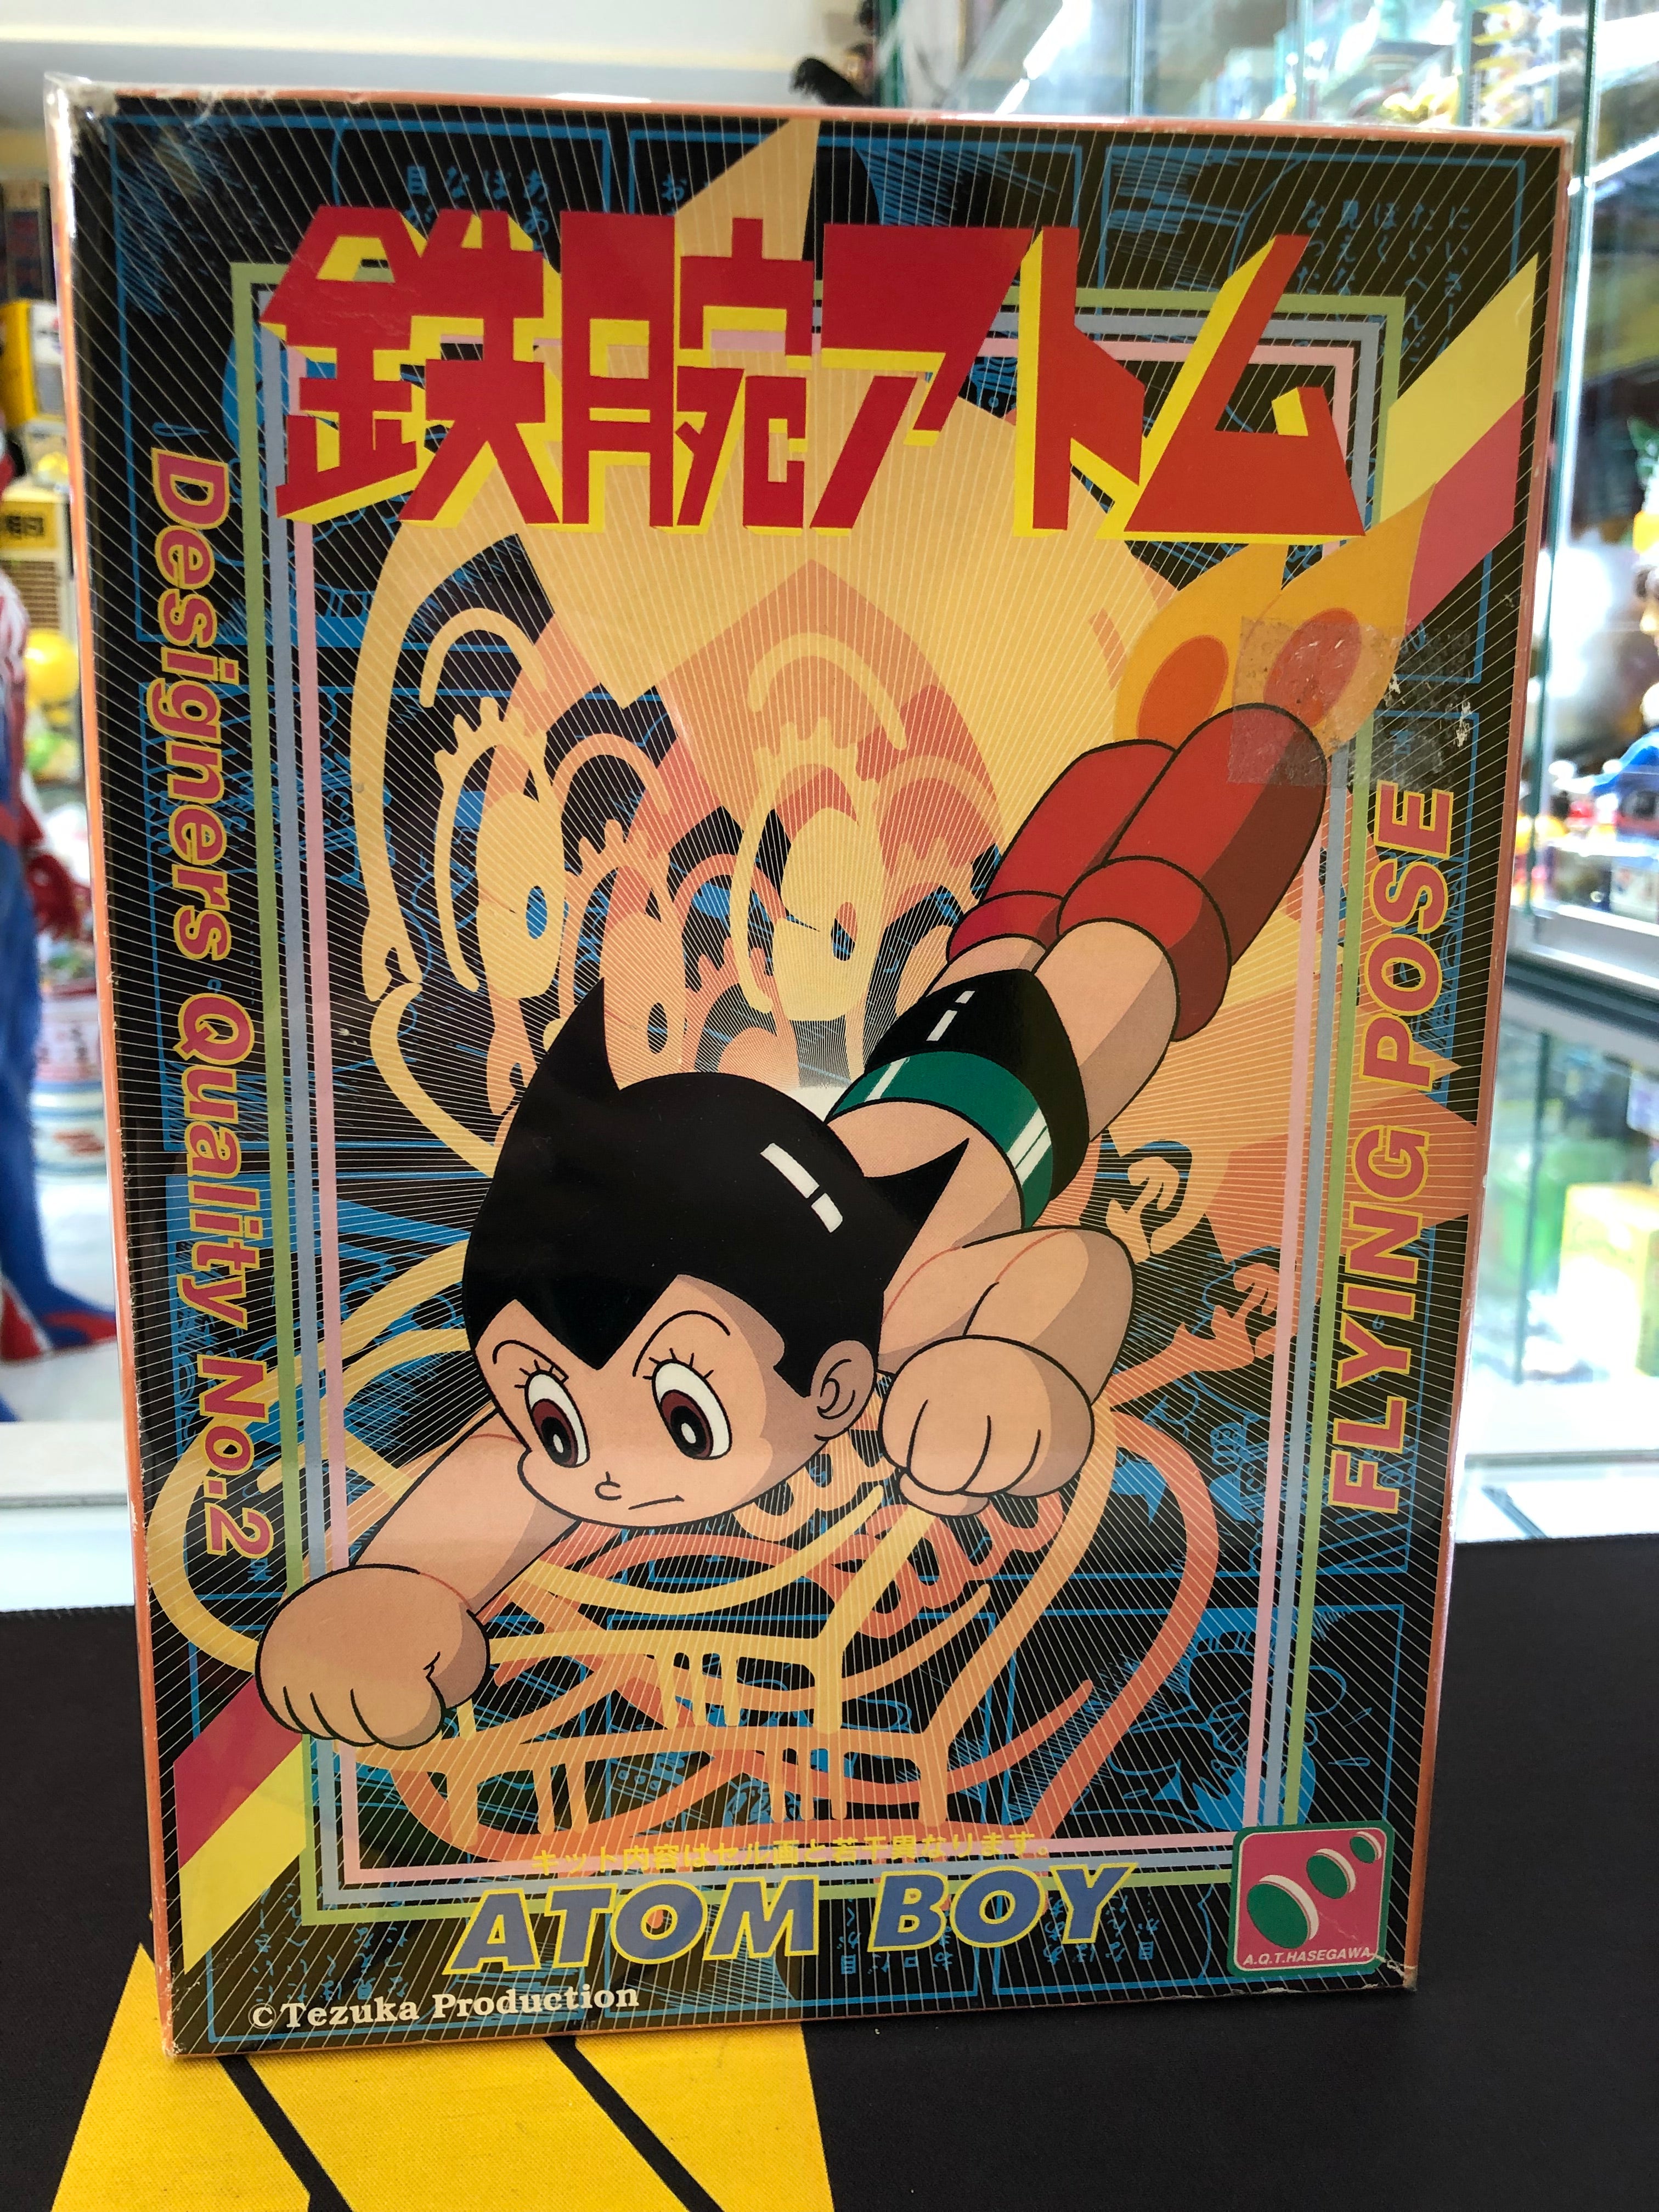 鉄腕アトム
Designers Quality No.2
FLYING POSE
キット内容はセル画と若干異なります。
ATOM BOY
A.Q.T.HASEGAWA
©Tezuka Production